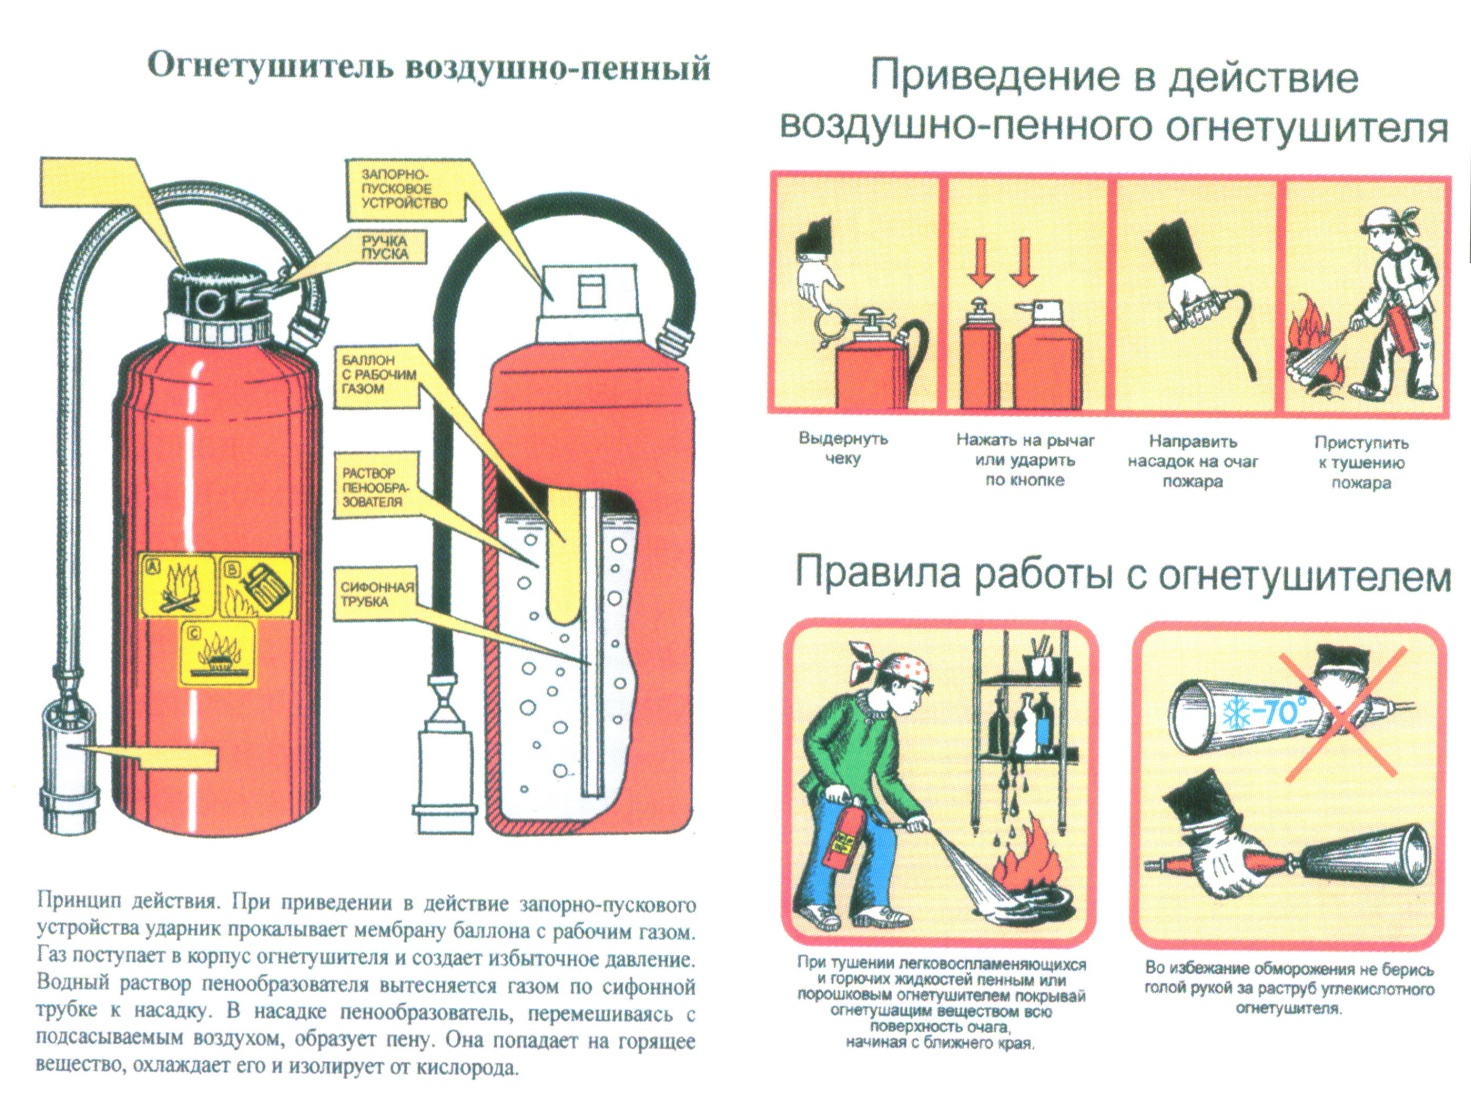 Огнетушитель воздушно-пенный
ЗАПОРНО-
ПУСКОВОЕ
УСТРОЙСТВО
РУЧКА
ПУСКА
БАЛЛОН
С РАБОЧИМ
ГАЗОМ
РАСТВОР
ПЕНООБРА-
ЗОВАТЕЛЯ
СИФОННАЯ
ТРУБКА
A
B
C
Принцип действия. При приведении в действие запорно-пускового
устройства ударник прокалывает мембрану баллона с рабочим газом.
Газ поступает в корпус огнетушителя и создает избыточное давление.
Водный раствор пенообразователя вытесняется газом по сифонной
трубке к насадку. В насадке пенообразователь, перемешиваясь с
подсасываемым воздухом, образует пену. Она попадает на горящее
вещество, охлаждает его и изолирует от кислорода.
Приведение в действие
воздушно-пенного огнетушителя
Выдернуть
чеку
Нажать на рычаг
или ударить
по кнопке
Направить
насадок на очаг
пожара
Приступить
к тушению
пожара
Правила работы с огнетушителем
При тушении легковоспламеняющихся
и горючих жидкостей пенным или
порошковым огнетушителем покрывай
огнетушащим веществом всю
поверхность очага,
начиная с ближнего края.
-70°
Во избежание обморожения не берись
голой рукой за раструб углекислотного
огнетушителя.